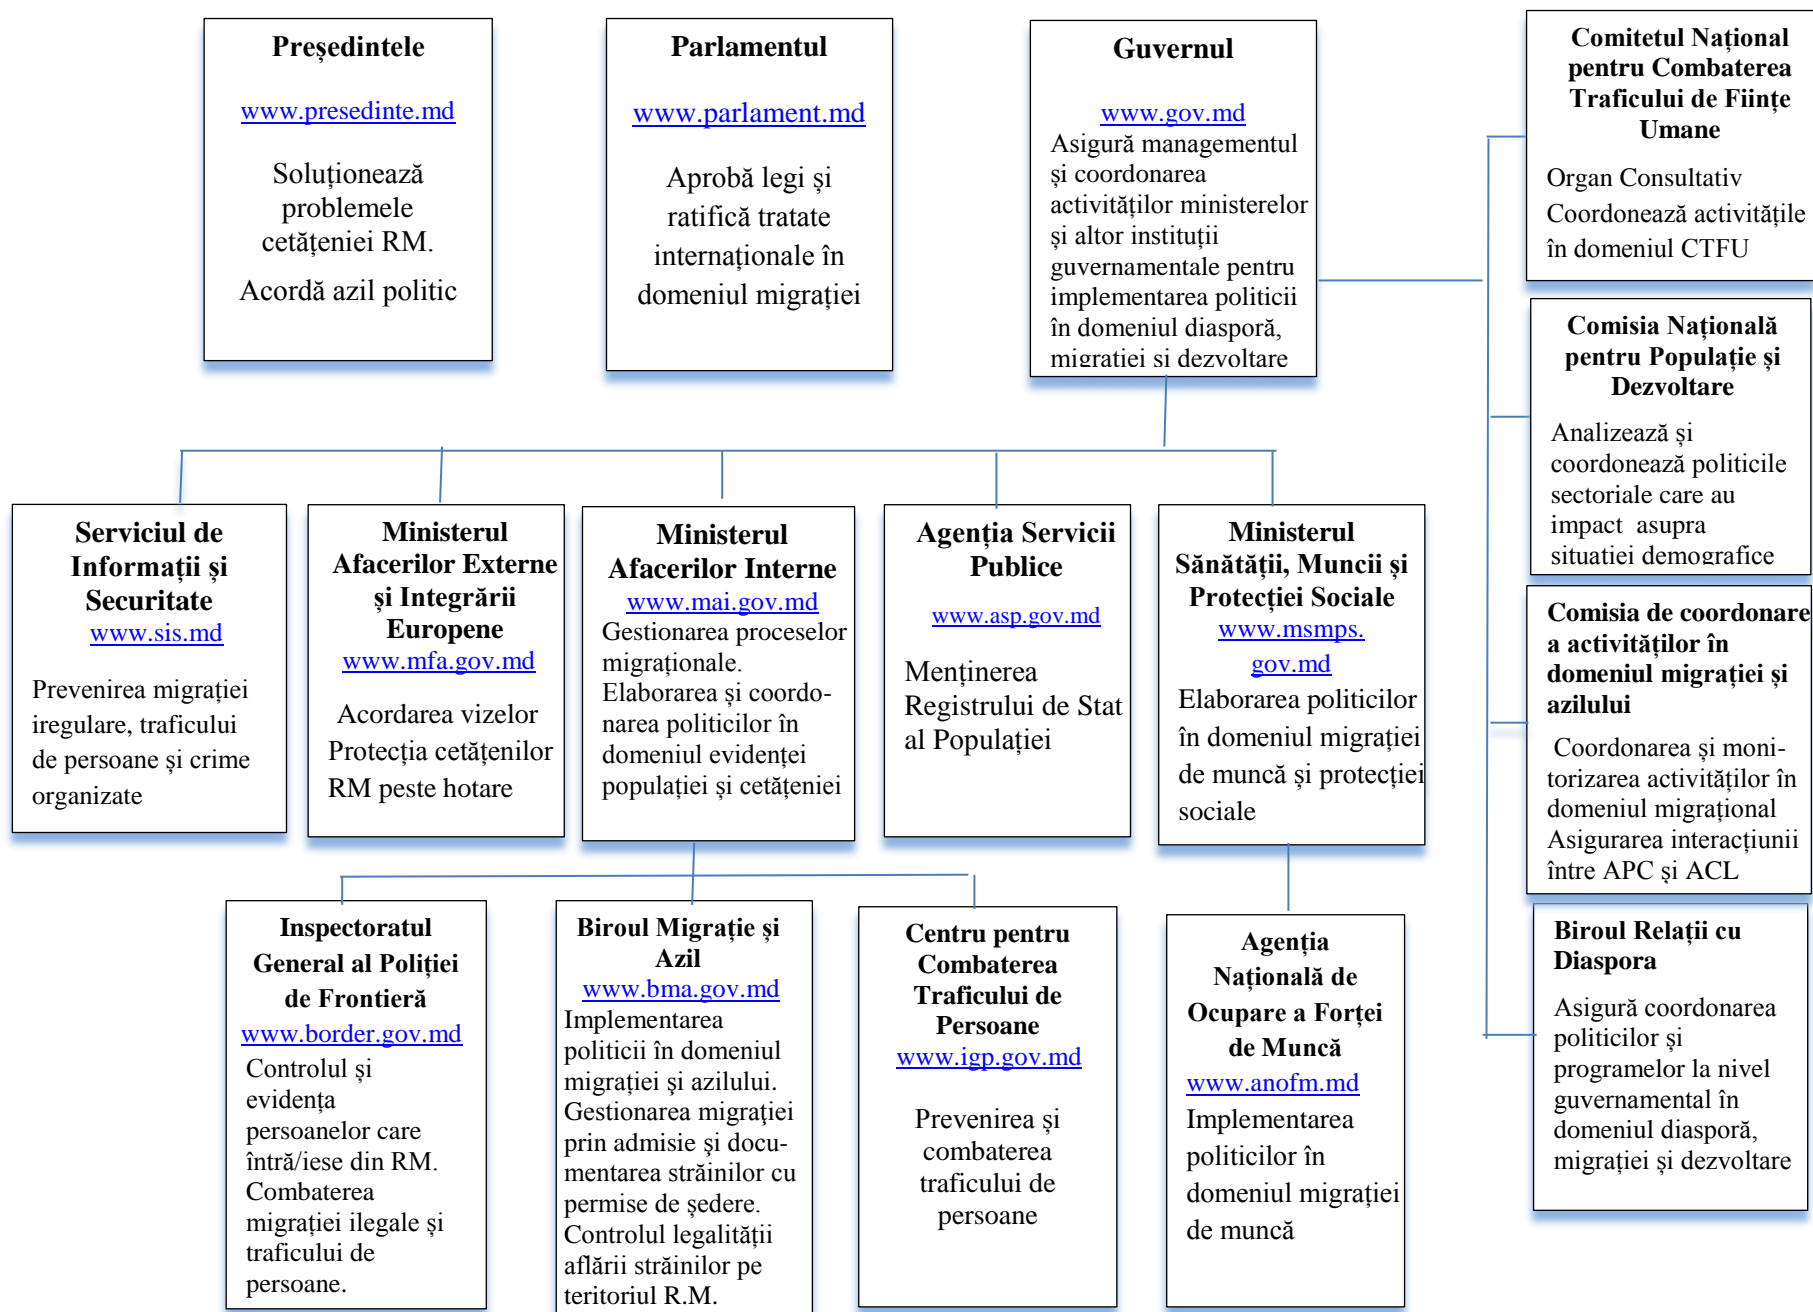 Președintele
www.presedinte.md
Soluționează
problemele
cetățeniei RM.
Acordă azil politic
Parlamentul
www.parlament.md
Aprobă legi și
ratifică tratate
internaționale în
domeniul migrației
Guvernul
www.gov.md
Asigură managementul
și coordonarea
activităților ministerelor
și altor instituții
guvernamentale pentru
implementarea politicii
în domeniul diasporă,
migrației si dezvoltare
Comitetul Național
pentru Combaterea
Traficului de Ființe
Umane
Organ Consultativ
Coordonează activitățile
în domeniul CTFU
Comisia Națională
pentru Populație și
Dezvoltare
Analizează și
coordonează politicile
sectoriale care au
impact asupra
situatiei demografice
Comisia de coordonare
a activităților în
domeniul migrației și
azilului
Coordonarea și moni-
torizarea activităților în
domeniul migrațional
Asigurarea interacțiunii
între APC și ACL
Biroul Relații cu
Diaspora
Asigură coordonarea
politicilor și
programelor la nivel
guvernamental în
domeniul diasporă,
migrației și dezvoltare
Serviciul de
Informații și
Securitate
www.sis.md
Prevenirea migrației
iregulare, traficului
de persoane și crime
organizate
Ministerul
Afacerilor Externe
și Integrării
Europene
www.mfa.gov.md
Acordarea vizelor
Protecția cetățenilor
RM peste hotare
Ministerul
Afacerilor Interne
www.mai.gov.md
Gestionarea proceselor
migraționale.
Elaborarea și coordo-
narea politicilor în
domeniul evidenței
populației și cetățeniei
Agenția Servicii
Publice
www.asp.gov.md
Menținerea
Registrului de Stat
al Populației
Ministerul
Sănătății, Muncii și
Protecției Sociale
www.msmps.
gov.md
Elaborarea politicilor
în domeniul migrației
de muncă și protecției
sociale
Inspectoratul
General al Poliției
de Frontieră
www.border.gov.md
Controlul și
evidența
persoanelor care
întră/iese din RM.
Combaterea
migrației ilegale și
traficului de
persoane.
Biroul Migrație și
Azil
www.bma.gov.md
Implementarea
politicii în domeniul
migrației şi azilului.
Gestionarea migraţiei
prin admisie şi docu-
mentarea străinilor cu
permise de ședere.
Controlul legalității
aflării străinilor pe
teritoriul R.M.
Centru pentru
Combaterea
Traficului de
Persoane
www.igp.gov.md
Prevenirea și
combaterea
traficului de
persoane
Agenția
Națională de
Ocupare a Forței
de Muncă
www.anofm.md
Implementarea
politicilor în
domeniul migrației
de muncă